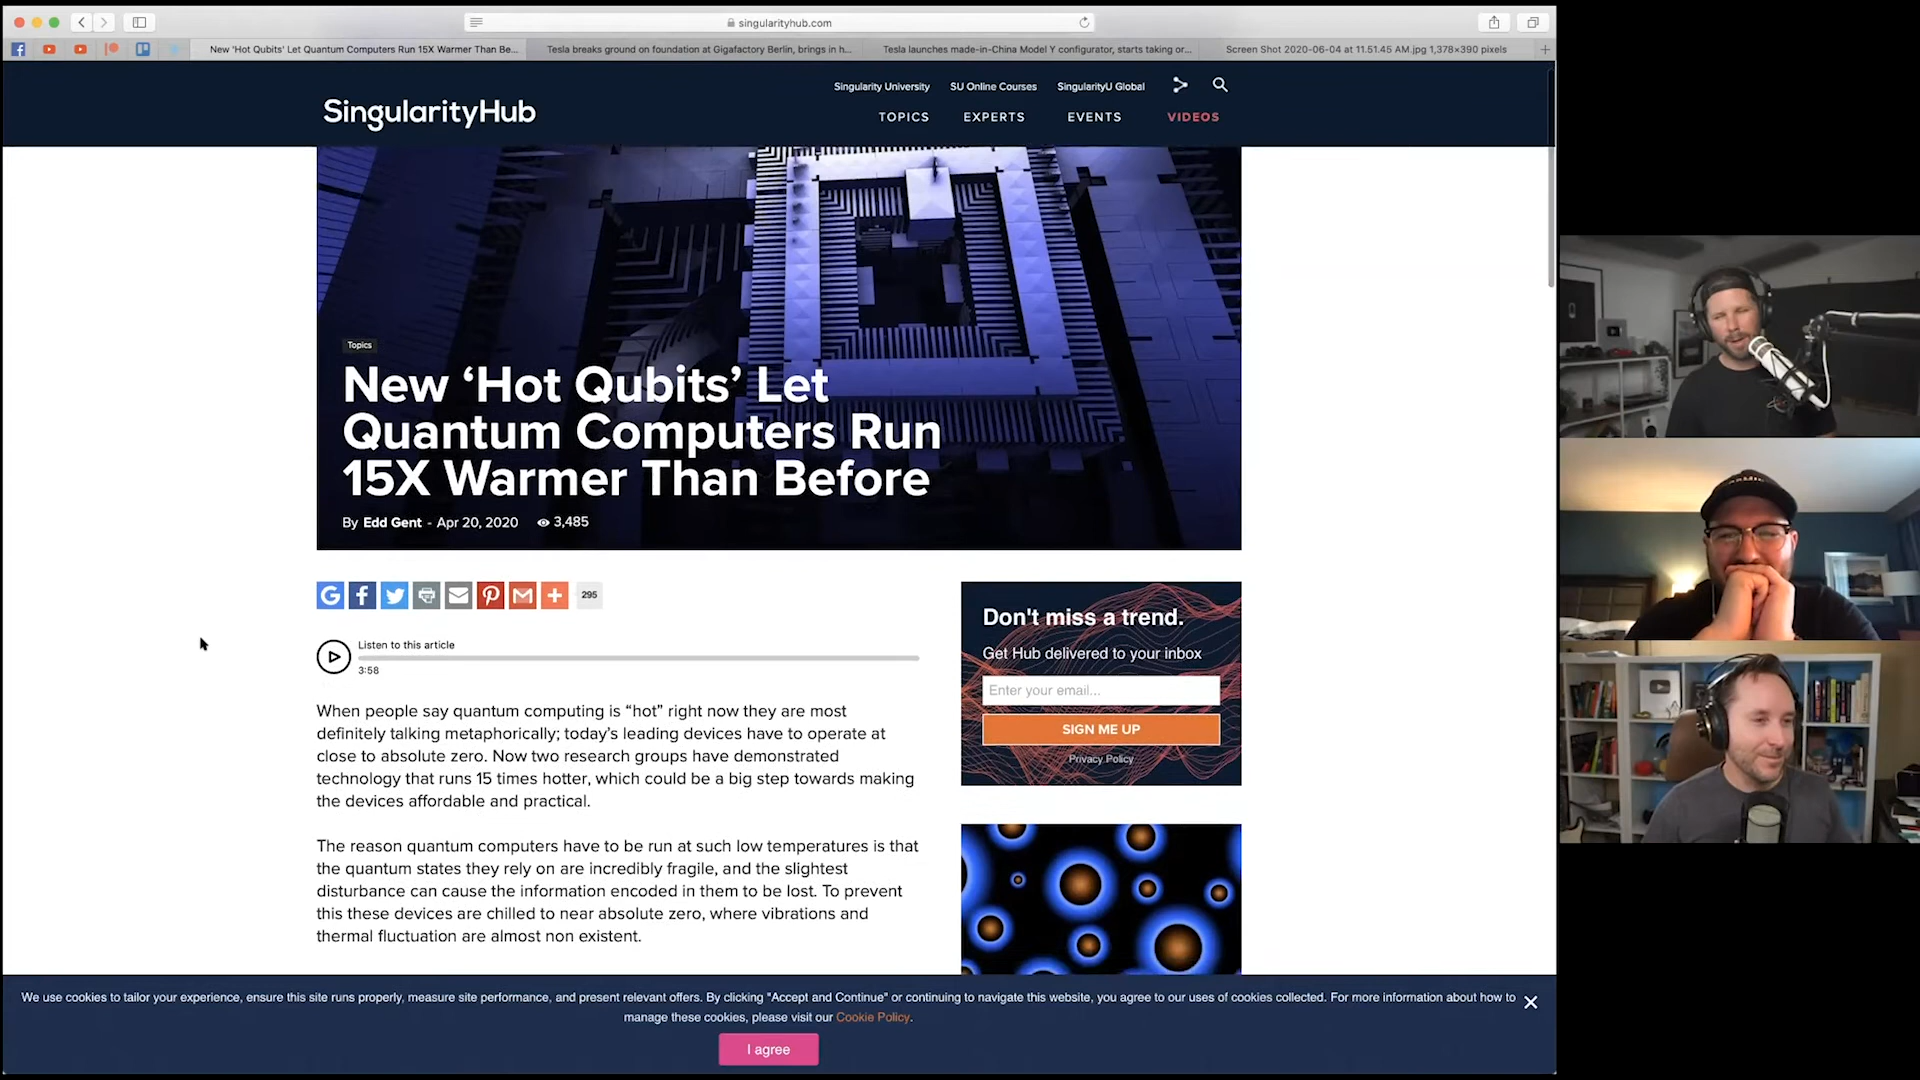 singularityhub.com
New 'Hot Qubits' Let Quantum Computers Run 15X Warmer Than Be...
Tesla breaks ground on foundation at Gigafactory Berlin, brings in h...
Tesla launches made-in-China Model Y configurator, starts taking or...
Screen Shot 2020-06-04 at 11.51.45 AM.jpg 1,378×390 pixels
SingularityHub
Singularity University
SU Online Courses
SingularityU Global
TOPICS
EXPERTS
EVENTS
VIDEOS
Topics
New ‘Hot Qubits’ Let
Quantum Computers Run
15X Warmer Than Before
By Edd Gent - Apr 20, 2020 3,485
295
Listen to this article
3:58
When people say quantum computing is “hot” right now they are most
definitely talking metaphorically; today’s leading devices have to operate at
close to absolute zero. Now two research groups have demonstrated
technology that runs 15 times hotter, which could be a big step towards making
the devices affordable and practical.
The reason quantum computers have to be run at such low temperatures is that
the quantum states they rely on are incredibly fragile, and the slightest
disturbance can cause the information encoded in them to be lost. To prevent
this these devices are chilled to near absolute zero, where vibrations and
thermal fluctuation are almost non existent.
Don't miss a trend.
Get Hub delivered to your inbox
Enter your email...
SIGN ME UP
Privacy Policy
We use cookies to tailor your experience, ensure this site runs properly, measure site performance, and present relevant offers. By clicking "Accept and Continue" or continuing to navigate this website, you agree to our uses of cookies collected. For more information about how to
manage these cookies, please visit our Cookie Policy.
I agree